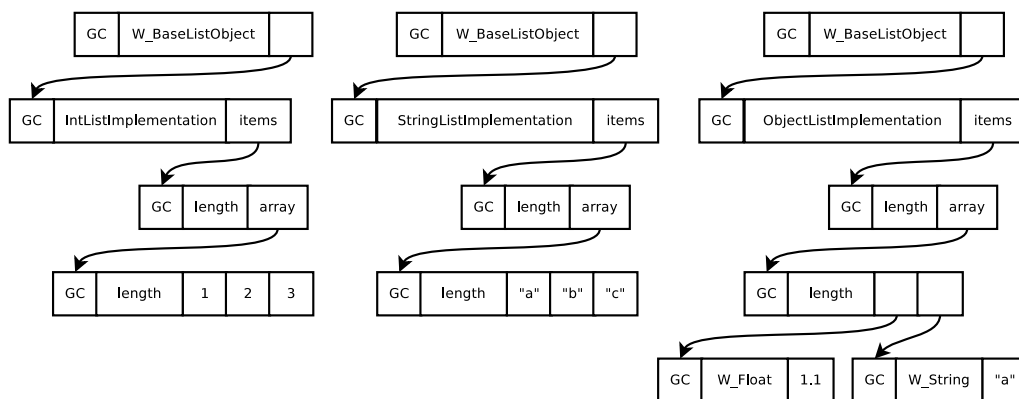 GC W_BaseListObject
GC IntListImplementation items
GC length array
GC length 1 2 3
GC W_BaseListObject
GC StringListImplementation items
GC length array
GC length "a" "b" "c"
GC W_BaseListObject
GC ObjectListImplementation items
GC length array
GC length
GC W_Float 1.1
GC W_String "a"